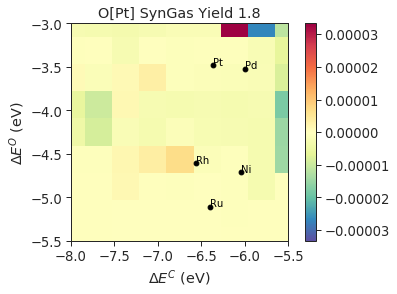 O[Pt] SynGas Yield 1.8
ΔE^O (eV)
−3.0
−3.5
−4.0
−4.5
−5.0
−5.5
Pt
Pd
Rh
Ni
Ru
−8.0 −7.5 −7.0 −6.5 −6.0 −5.5
ΔE^C (eV)
0.00003
0.00002
0.00001
0.00000
−0.00001
−0.00002
−0.00003